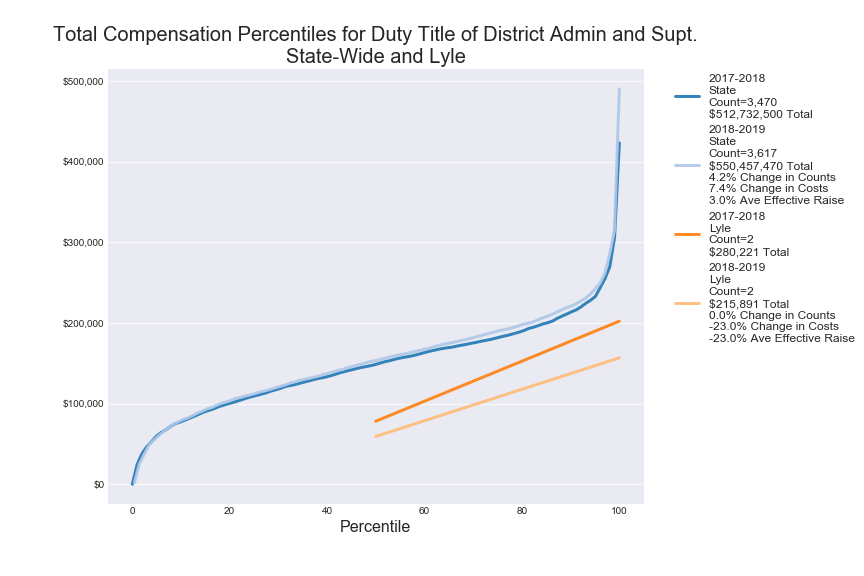 Total Compensation Percentiles for Duty Title of District Admin and Supt.
State-Wide and Lyle
$500,000
$400,000
$300,000
$200,000
$100,000
$0
0
20
40
60
80
100
Percentile
2017-2018
State
Count=3,470
$512,732,500 Total
2018-2019
State
Count=3,617
$550,457,470 Total
4.2% Change in Counts
7.4% Change in Costs
3.0% Ave Effective Raise
2017-2018
Lyle
Count=2
$280,221 Total
2018-2019
Lyle
Count=2
$215,891 Total
0.0% Change in Counts
-23.0% Change in Costs
-23.0% Ave Effective Raise